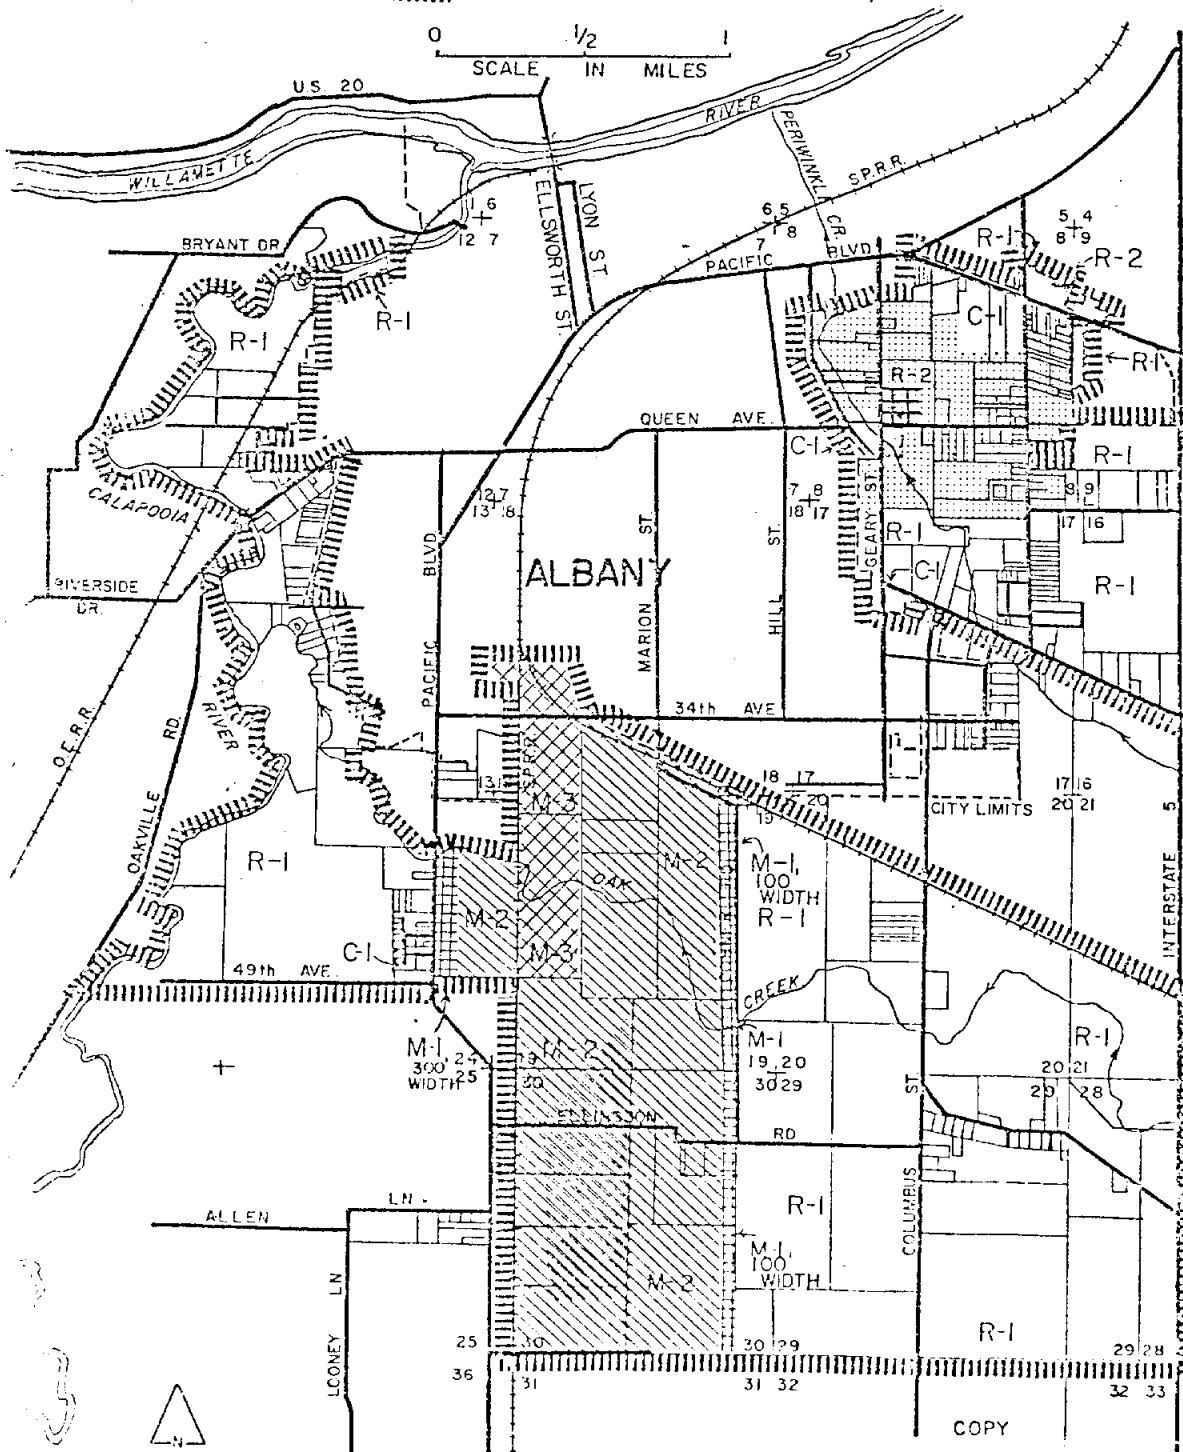 0 1/2 1
SCALE IN MILES
U.S. 20
WILLAMETTE
RIVER
PERIWINKLE CR.
S.P.R.R.
ELLSWORTH ST.
LYON ST
1 6
12 7
6 5
7 8
5 4
8 9
BRYANT DR.
PACIFIC BLVD
R-1
R-2
R-1
C-1
R-1
R-1
R-2
QUEEN AVE.
C-1
R-1
CALAPOOIA
RIVER
12 7
13 18
7 8
18 17
8 9
17 16
GEARY ST.
R-1
C-1
R-1
ALBANY
RIVERSIDE DR.
PACIFIC BLVD
MARION ST.
HILL ST.
34th AVE
O.E.R.R.
OAKVILLE RD.
S.P.R.R.
18 17
19 20
17 16
20 21
CITY LIMITS
INTERSTATE 5
M-3
M-2
M-1,
100'
WIDTH
R-1
R-1
OAK
CREEK
M-2
M-3
C-1
49th AVE.
M-1
300'
WIDTH
24
25
19
30
M-2
M-1
19 20
30 29
R-1
20 21
29 28
ELLINGSON RD
COLUMBUS ST
ALLEN LN.
LOONEY LN
R-1
M-1,
100'
WIDTH
M-2
R-1
25 30
36 31
30 29
31 32
29 28
32 33
N
COPY